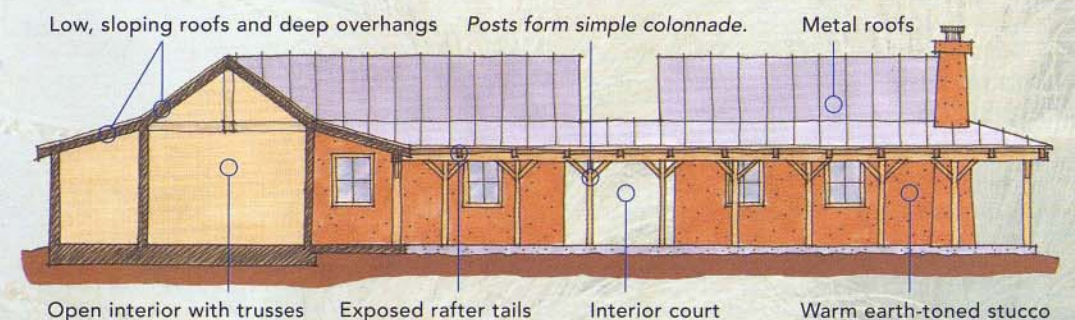 Low, sloping roofs and deep overhangs
Posts form simple colonnade.
Metal roofs
Open interior with trusses
Exposed rafter tails
Interior court
Warm earth-toned stucco